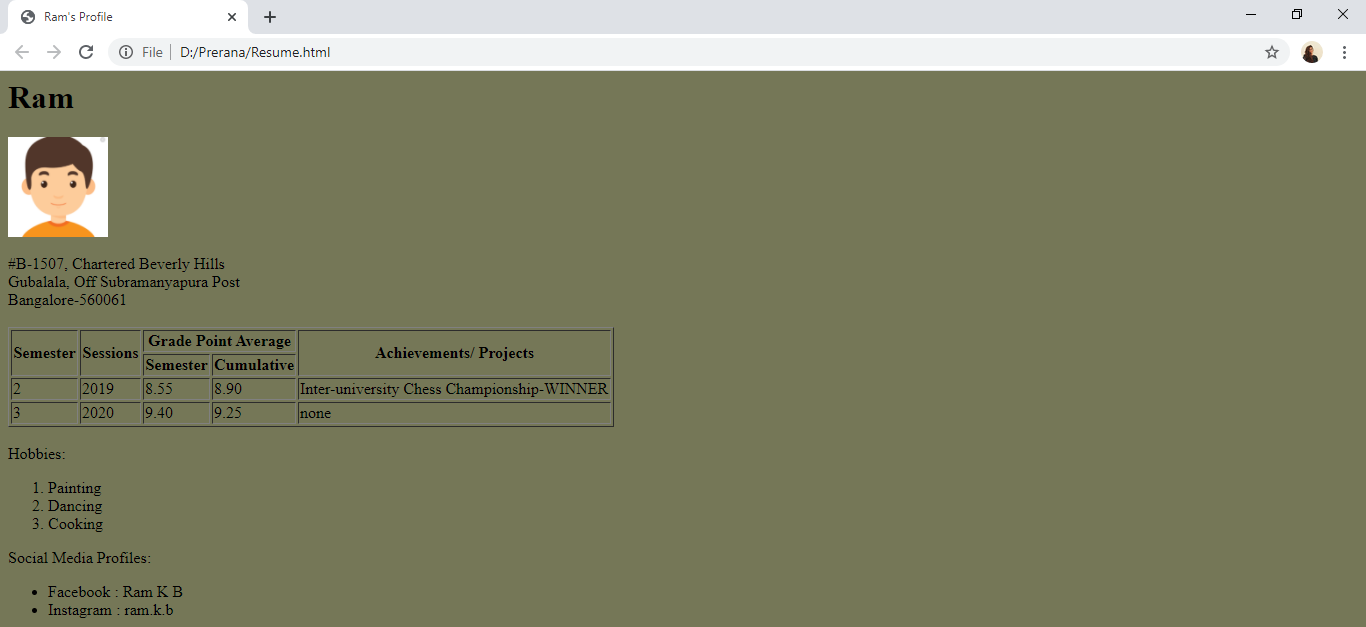 Ram's Profile
File D:/Prerana/Resume.html
Ram
#B-1507, Chartered Beverly Hills
Gubalala, Off Subramanyapura Post
Bangalore-560061
Semester Sessions Grade Point Average Achievements/ Projects
Semester Cumulative
2 2019 8.55 8.90 Inter-university Chess Championship-WINNER
3 2020 9.40 9.25 none
Hobbies:
1. Painting
2. Dancing
3. Cooking
Social Media Profiles:
• Facebook : Ram K B
• Instagram : ram.k.b